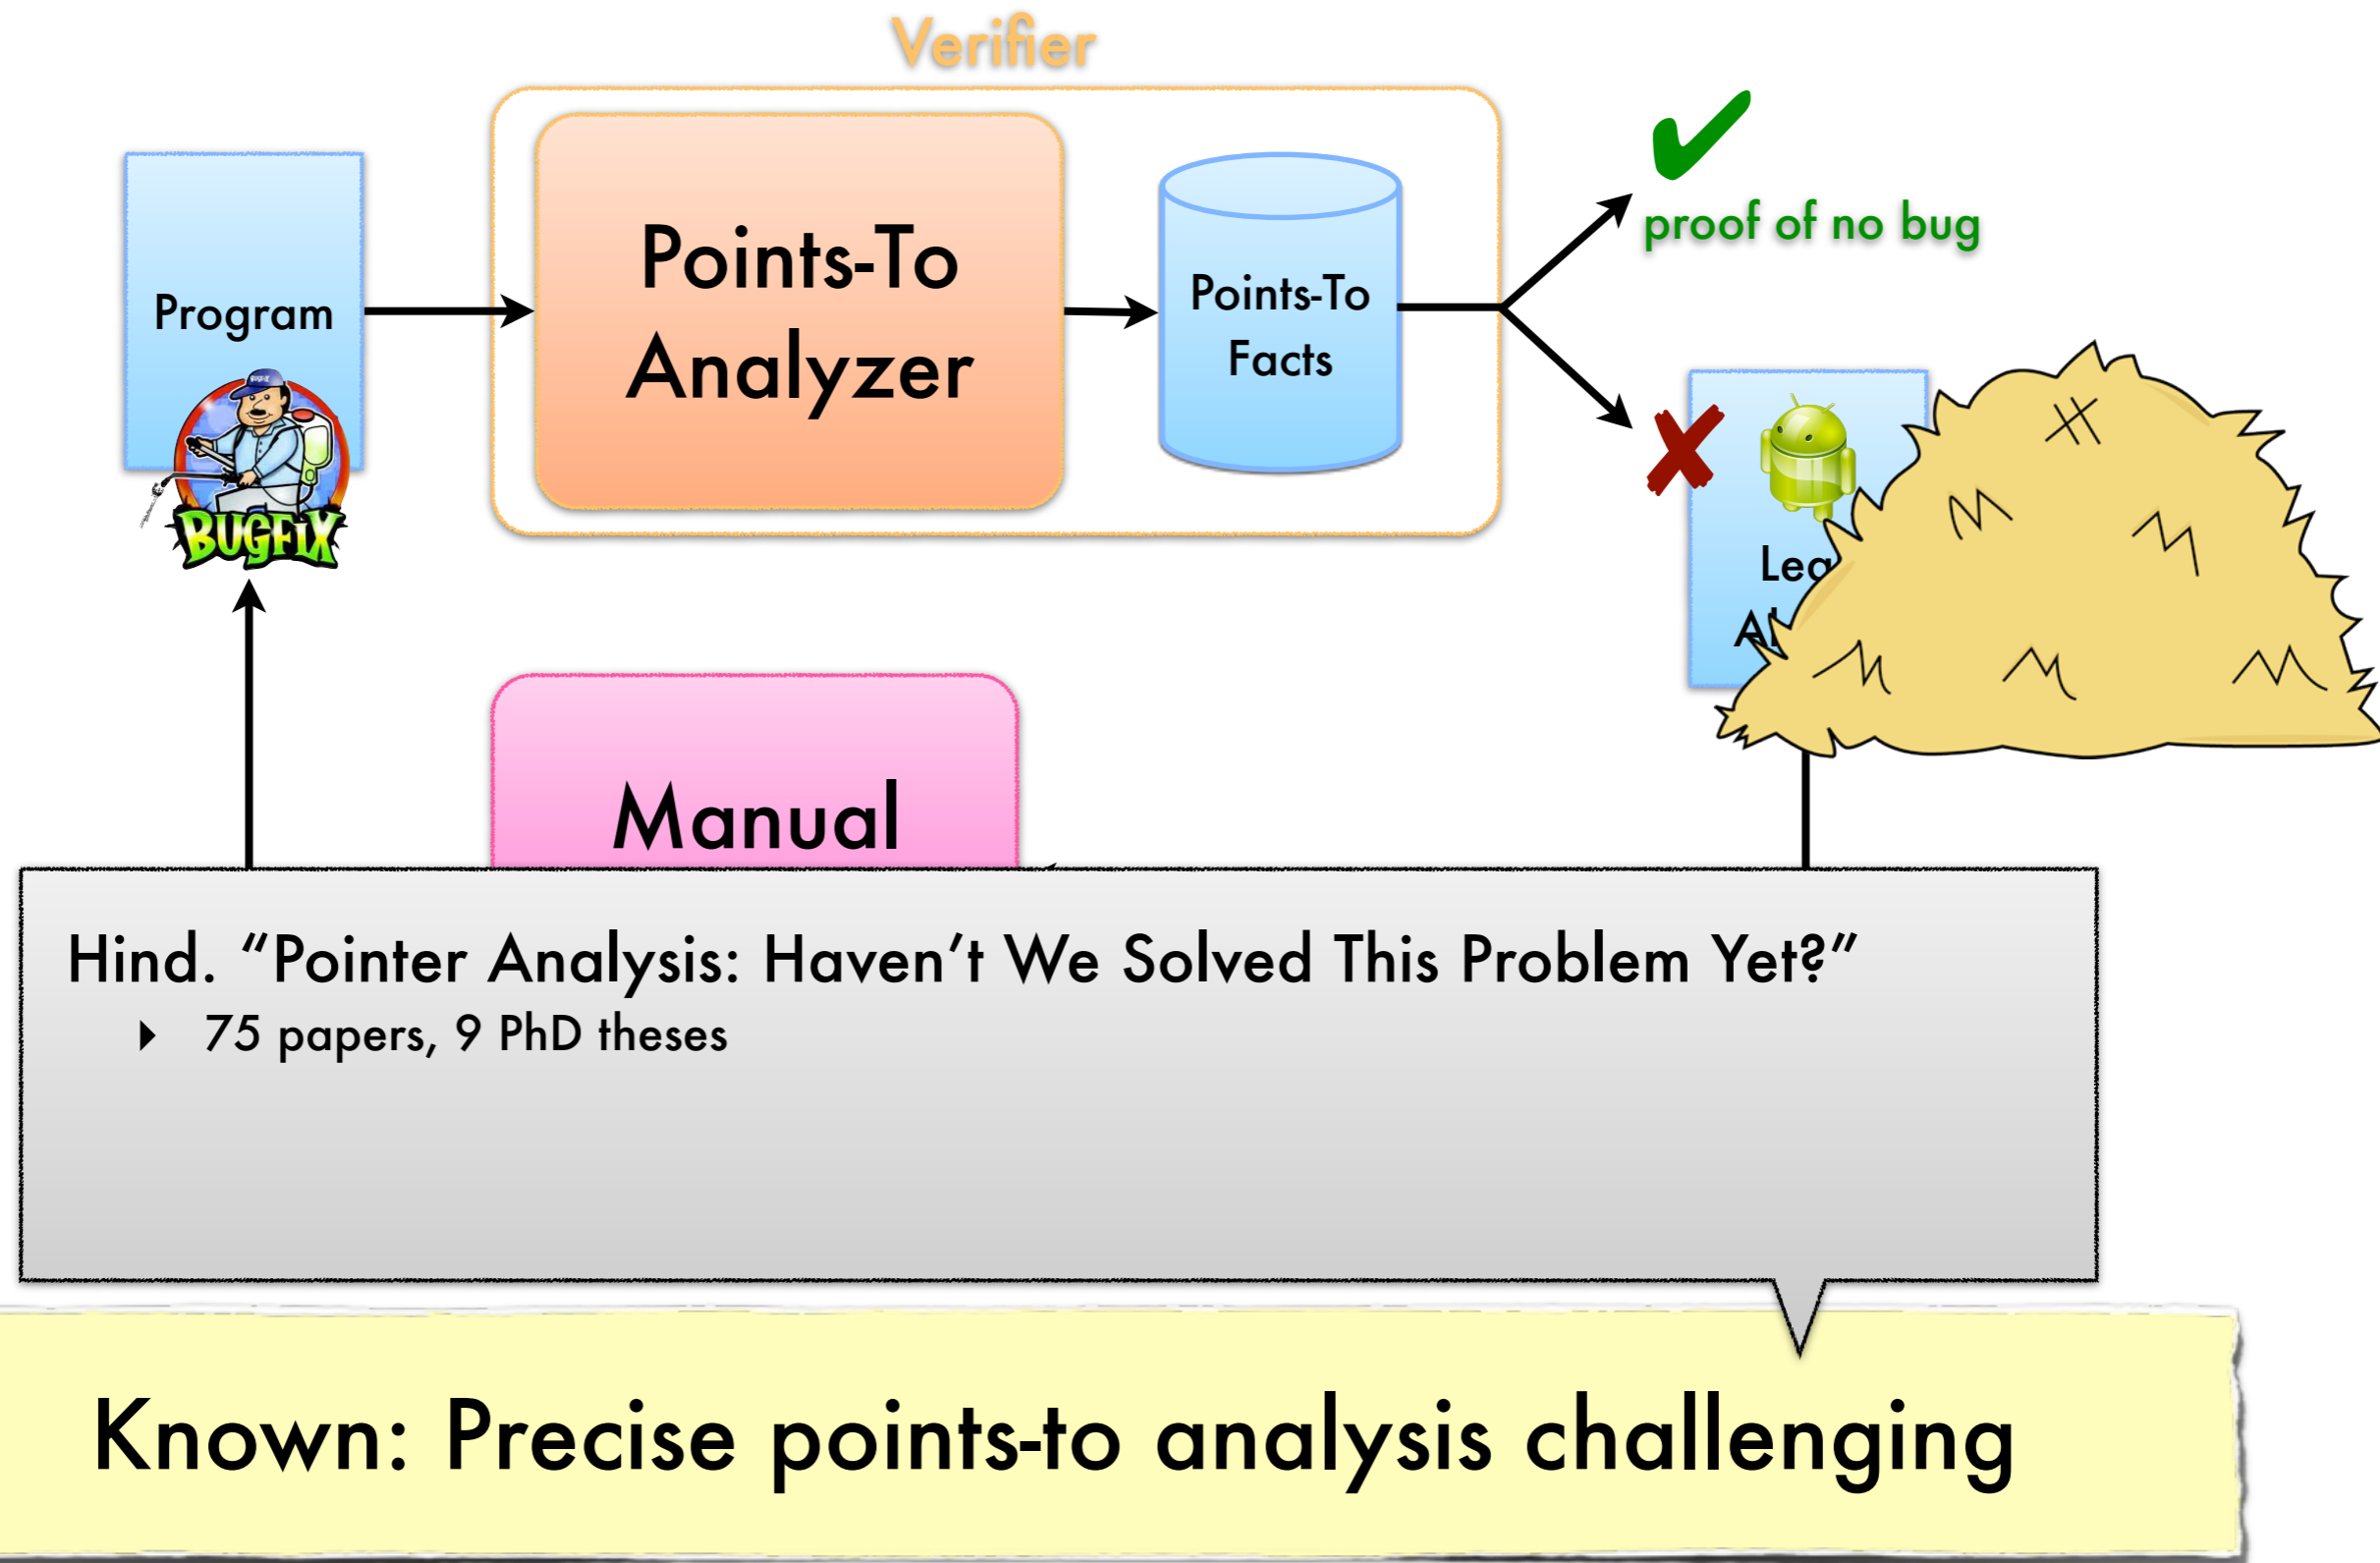 Verifier
Program
BUGFIX
Points-To
Analyzer
Points-To
Facts
proof of no bug
Manual
Hind. “Pointer Analysis: Haven’t We Solved This Problem Yet?”
‣ 75 papers, 9 PhD theses
Known: Precise points-to analysis challenging